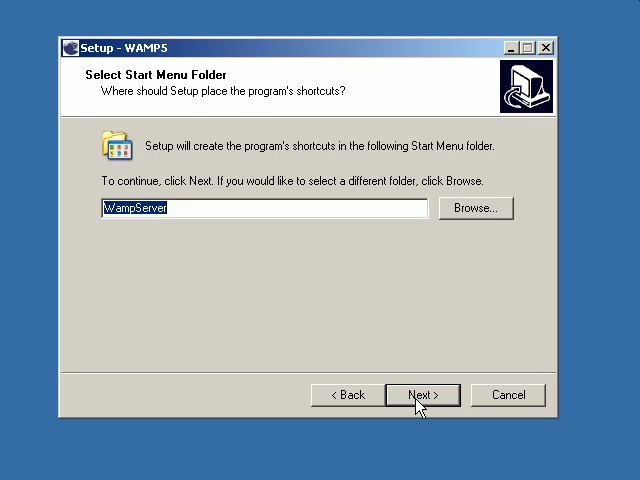 Setup - WAMP5
Select Start Menu Folder
Where should Setup place the program's shortcuts?
Setup will create the program's shortcuts in the following Start Menu folder.
To continue, click Next. If you would like to select a different folder, click Browse.
WampServer
Browse...
< Back
Next >
Cancel